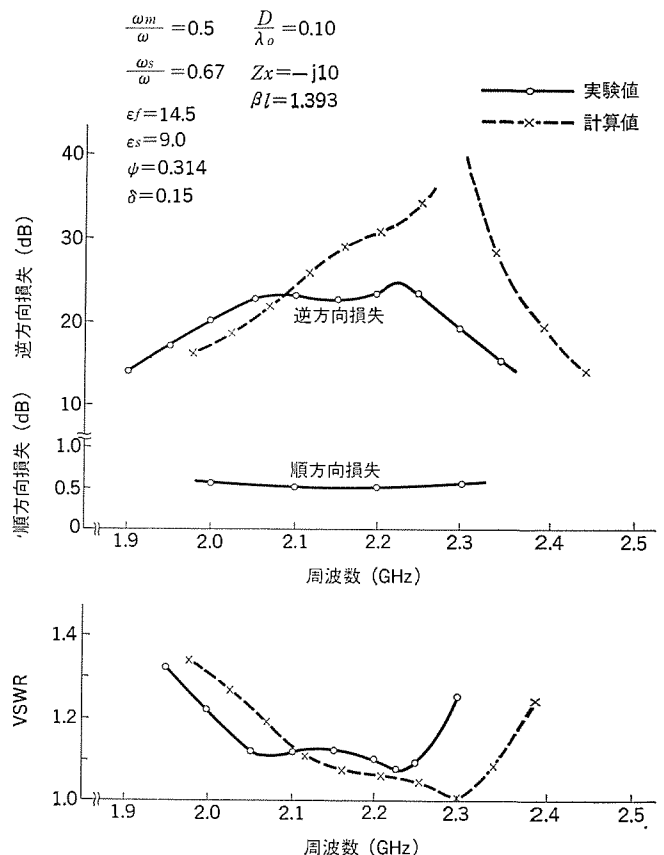 ωm/ω =0.5 D/λo =0.10
ωs/ω =0.67 Zx=−j10
βl=1.393
εf=14.5
εs=9.0
ψ=0.314
δ=0.15
実験値
計算値
逆方向損失 (dB)
40
30
20
10
逆方向損失
順方向損失 (dB)
1.0
0.5
0
順方向損失
1.9 2.0 2.1 2.2 2.3 2.4 2.5
周波数 (GHz)
VSWR
1.4
1.2
1.0
1.9 2.0 2.1 2.2 2.3 2.4 2.5
周波数 (GHz)